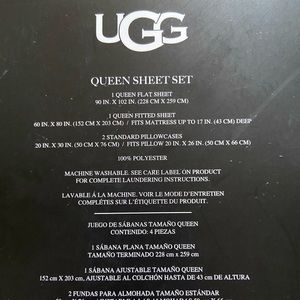 UGG
QUEEN SHEET SET
1 QUEEN FLAT SHEET
90 IN. X 102 IN. (228 CM X 259 CM)
1 QUEEN FITTED SHEET
60 IN. X 80 IN. (152 CM X 203 CM) / FITS MATTRESS UP TO 17 IN. (43 CM) DEEP
2 STANDARD PILLOWCASES
20 IN. X 30 IN. (50 CM X 76 CM) / FITS PILLOW 20 IN. X 26 IN. (50 CM X 66 CM)
100% POLYESTER
MACHINE WASHABLE. SEE CARE LABEL ON PRODUCT
FOR COMPLETE LAUNDERING INSTRUCTIONS.
LAVABLE À LA MACHINE. VOIR LE MODE D'ENTRETIEN
COMPLÈTES SUR L'ÉTIQUETTE DU PRODUIT.
JUEGO DE SÁBANAS TAMAÑO QUEEN
CONTENIDO: 4 PIEZAS
1 SÁBANA PLANA TAMAÑO QUEEN
TAMAÑO TERMINADO 228 cm X 259 cm
1 SÁBANA AJUSTABLE TAMAÑO QUEEN
152 cm X 203 cm, AJUSTABLE AL COLCHÓN HASTA DE 43 cm DE ALTURA
2 FUNDAS PARA ALMOHADA TAMAÑO ESTÁNDAR